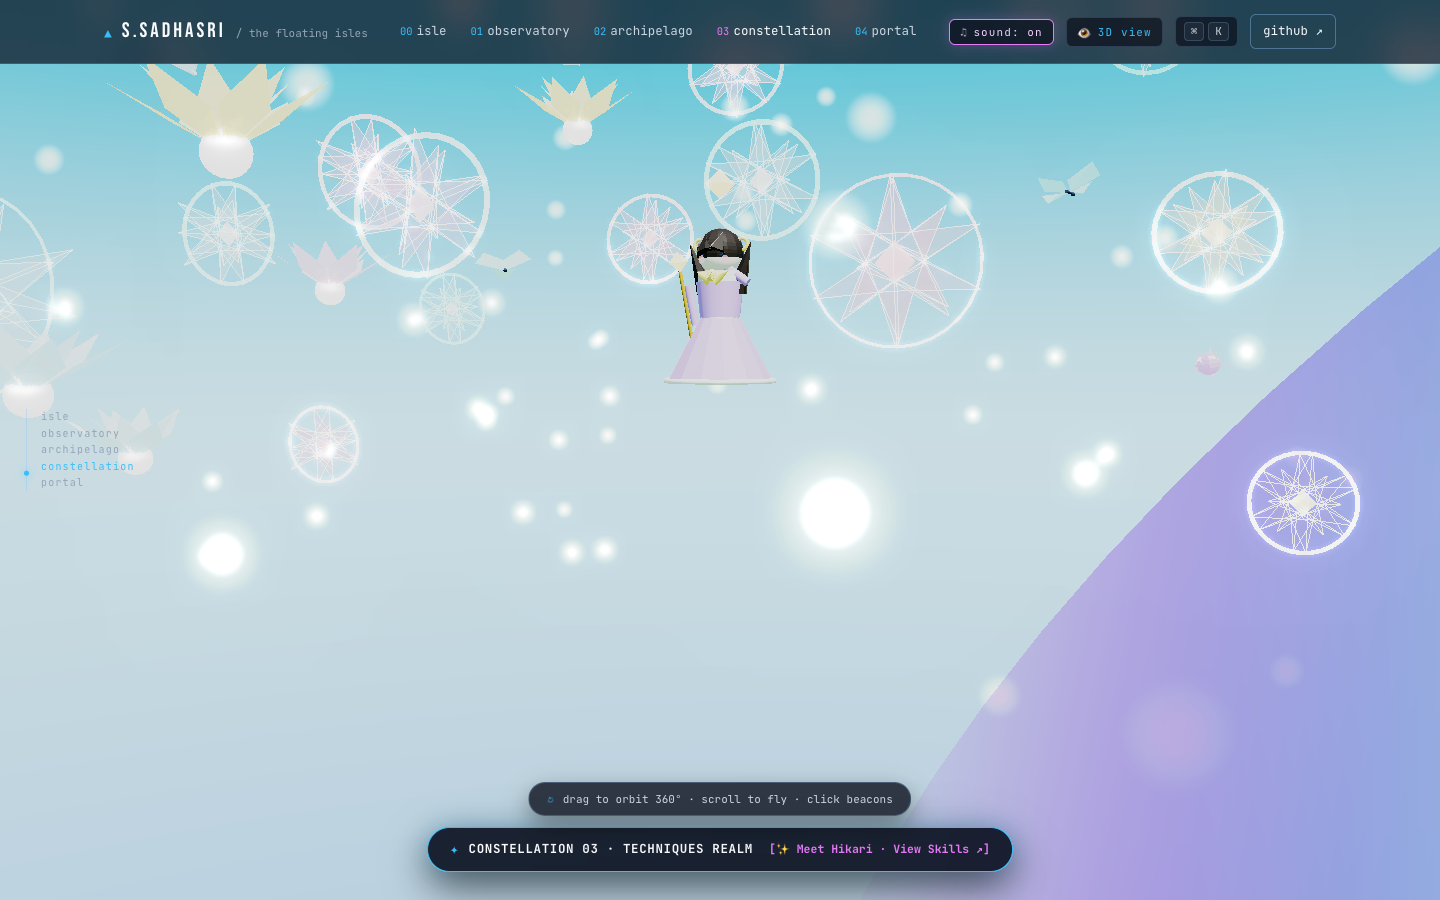 ▲ S.SADHASRI / the floating isles 00 isle 01 observatory 02 archipelago 03 constellation 04 portal ♫ sound: on 👁 3D view ⌘ K github ↗
isle
observatory
archipelago
constellation
portal
drag to orbit 360° · scroll to fly · click beacons
✦ CONSTELLATION 03 · TECHNIQUES REALM [✨ Meet Hikari · View Skills ↗]